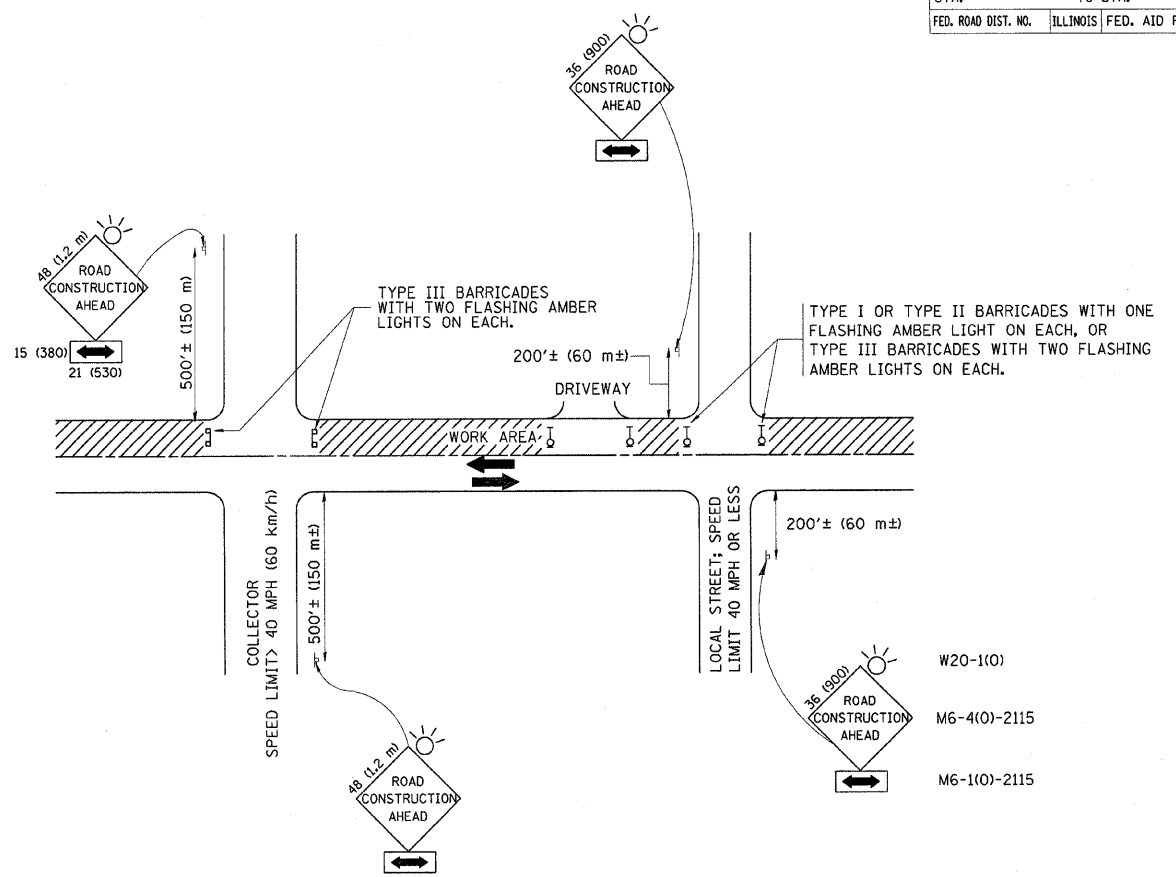 TO STA.
FED. ROAD DIST. NO. ILLINOIS FED. AID
36 (900)
ROAD
CONSTRUCTION
AHEAD
48 (1.2 m)
ROAD
CONSTRUCTION
AHEAD
15 (380)
21 (530)
500'± (150 m)
TYPE III BARRICADES
WITH TWO FLASHING AMBER
LIGHTS ON EACH.
200'± (60 m±)
DRIVEWAY
TYPE I OR TYPE II BARRICADES WITH ONE
FLASHING AMBER LIGHT ON EACH, OR
TYPE III BARRICADES WITH TWO FLASHING
AMBER LIGHTS ON EACH.
WORK AREA
COLLECTOR
SPEED LIMIT> 40 MPH (60 km/h)
500'± (150 m±)
LOCAL STREET; SPEED
LIMIT 40 MPH OR LESS
200'± (60 m±)
36 (900)
ROAD
CONSTRUCTION
AHEAD
W20-1(O)
M6-4(O)-2115
M6-1(O)-2115
48 (1.2 m)
ROAD
CONSTRUCTION
AHEAD